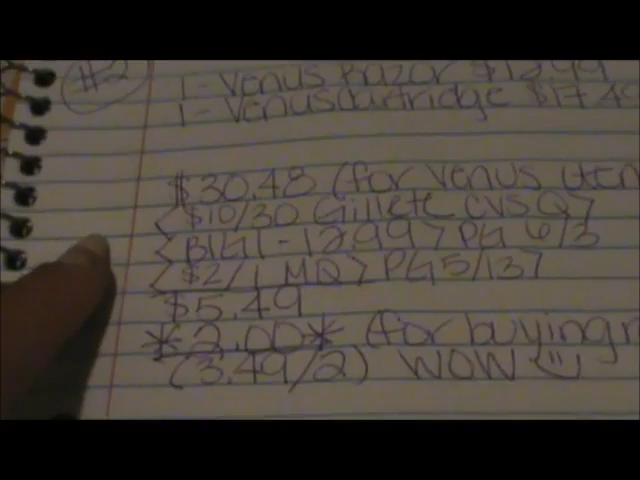 #2
1 - Venus Razor $12.99
1 - Venus Cartridge $17.49
$30.48 (for venus item
<$10/30 Gillete CVS Q>
<B1G1 - 12.99> PG 6/3
<$2/1 MQ> PG 5/13>
$5.49
*2.00* (for buying
(3.49/2) WOW